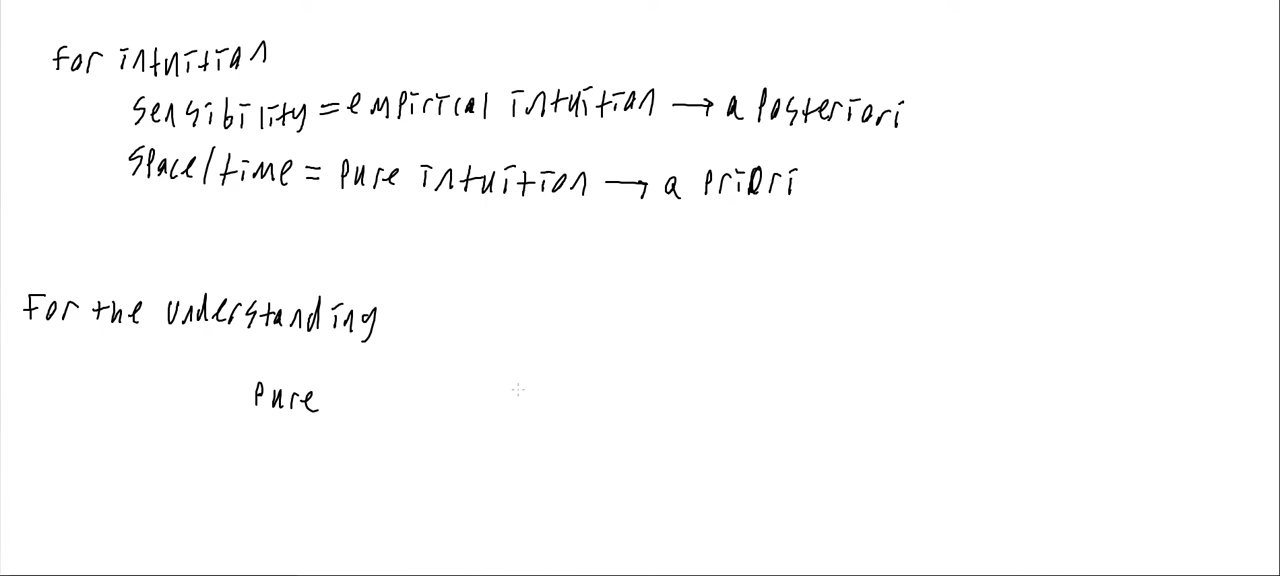 For intuition
Sensibility = empirical intuition → a posteriori
Space/time = pure intuition → a priori
For the understanding
pure